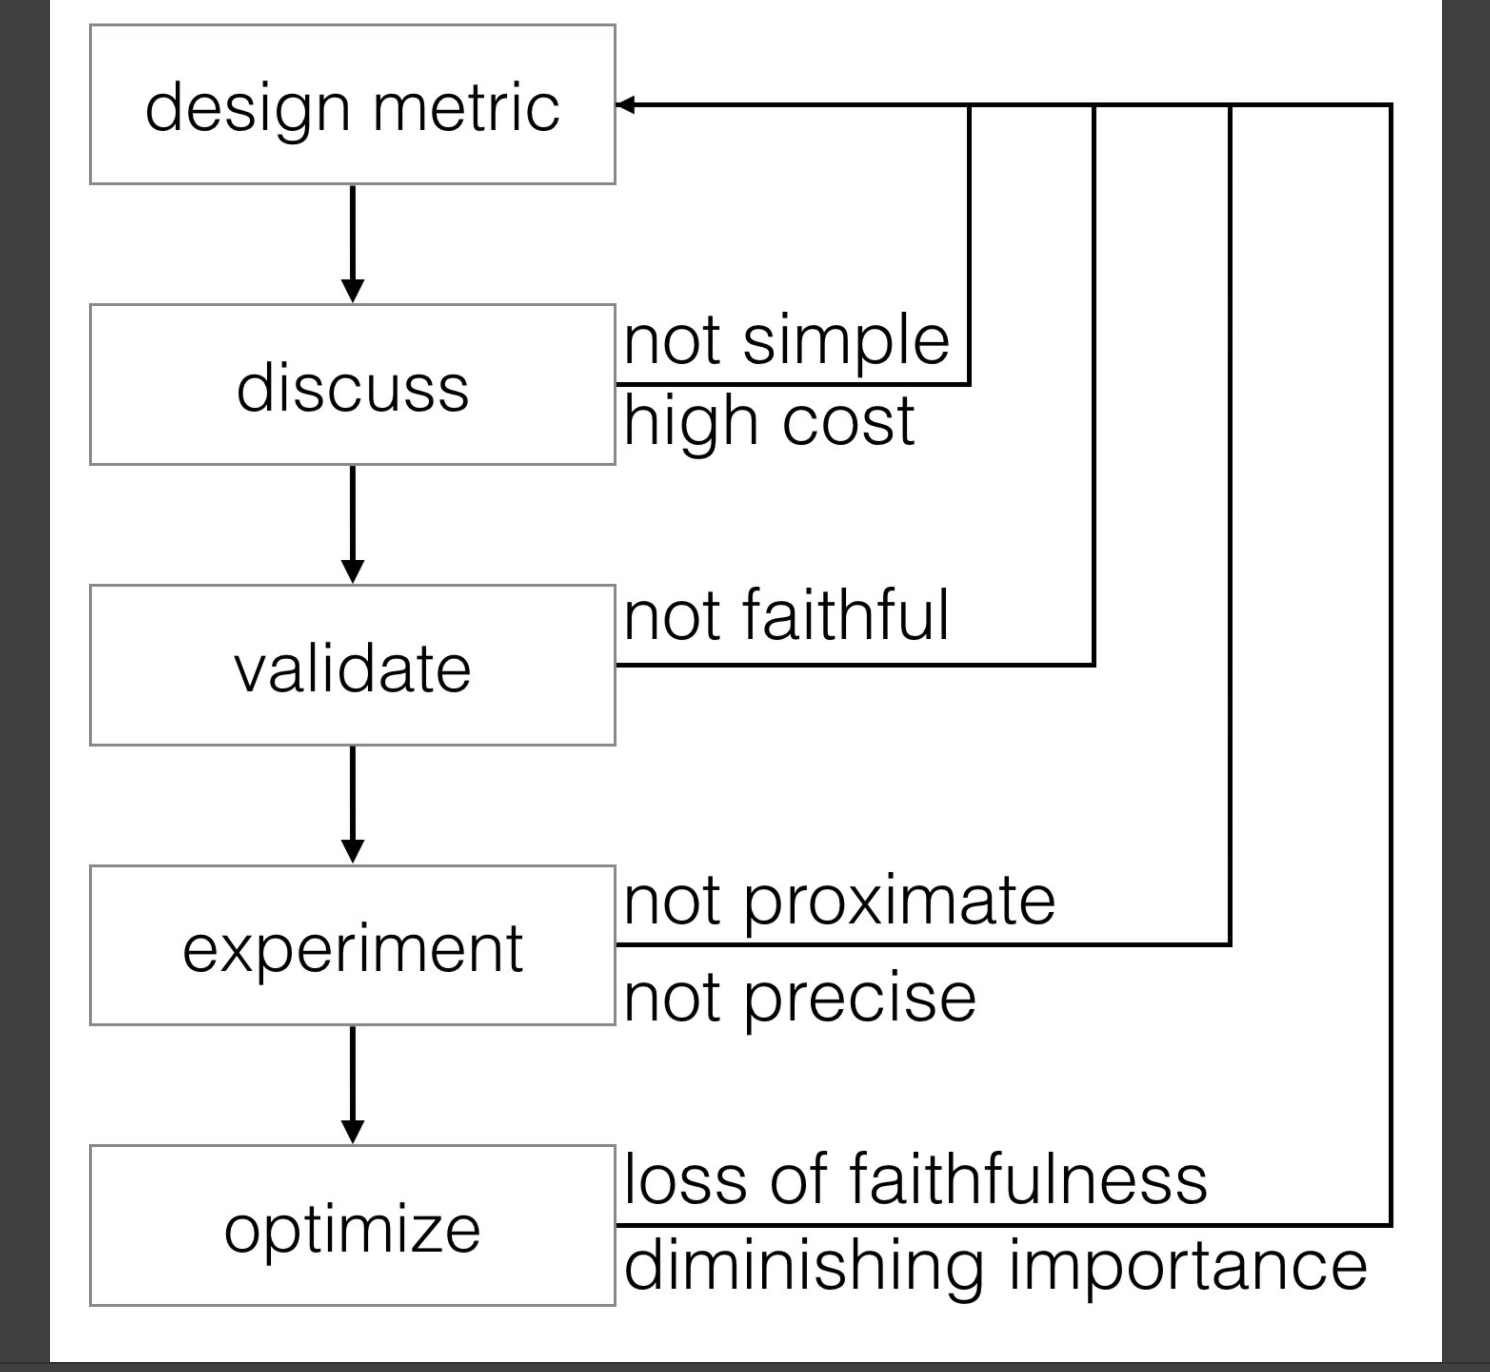 design metric
discuss
not simple
high cost
validate
not faithful
experiment
not proximate
not precise
optimize
loss of faithfulness
diminishing importance